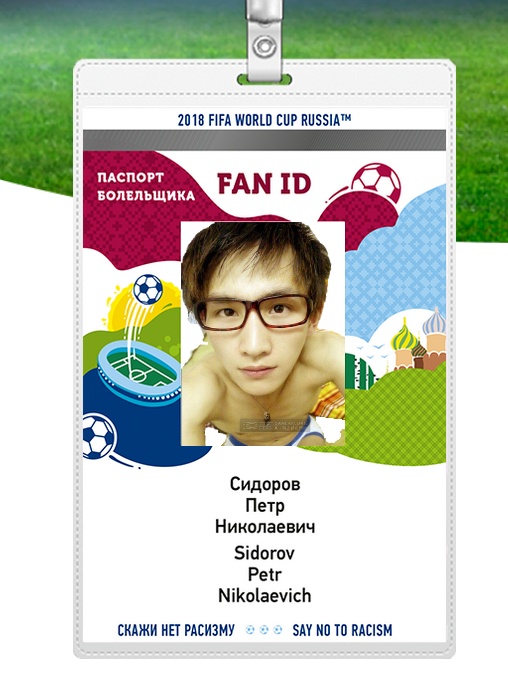 2018 FIFA WORLD CUP RUSSIA™
ПАСПОРТ
БОЛЕЛЬЩИКА
FAN ID
Сидоров
Петр
Николаевич
Sidorov
Petr
Nikolaevich
СКАЖИ НЕТ РАСИЗМУ SAY NO TO RACISM